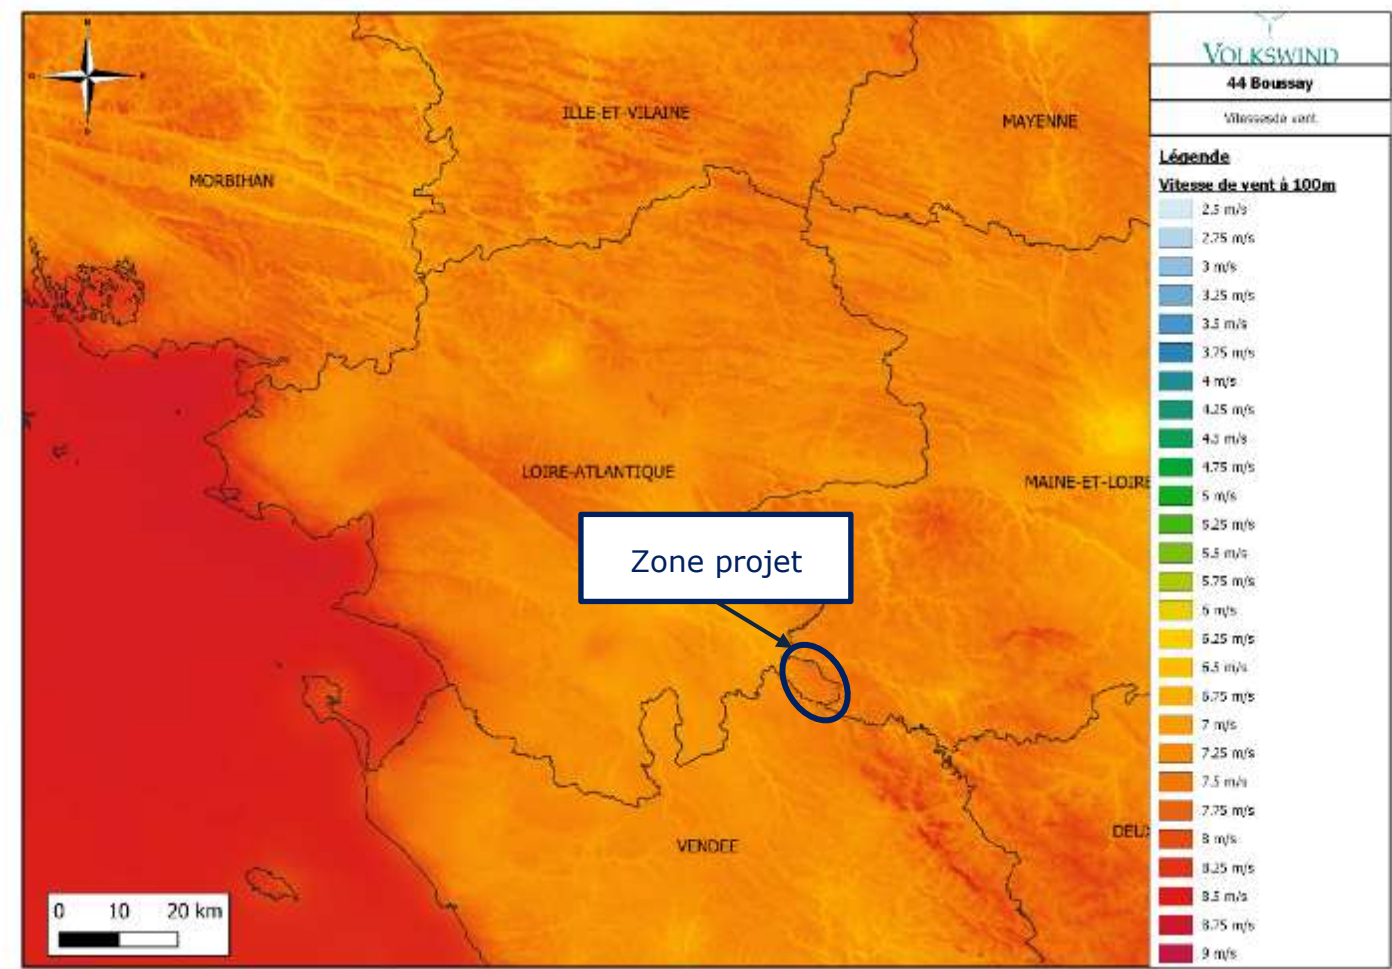 ILLE-ET-VILAINE
MAYENNE
MORBIHAN
LOIRE-ATLANTIQUE
MAINE-ET-LOIRE
Zone projet
VENDEE
DEUX
0 10 20 km
VOLKSWIND
44 Boussay
Vitessesde vent
Légende
Vitesse de vent à 100m
2.5 m/s
2.75 m/s
3 m/s
3.25 m/s
3.5 m/s
3.75 m/s
4 m/s
4.25 m/s
4.5 m/s
4.75 m/s
5 m/s
5.25 m/s
5.5 m/s
5.75 m/s
6 m/s
6.25 m/s
6.5 m/s
6.75 m/s
7 m/s
7.25 m/s
7.5 m/s
7.75 m/s
8 m/s
8.25 m/s
8.5 m/s
8.75 m/s
9 m/s